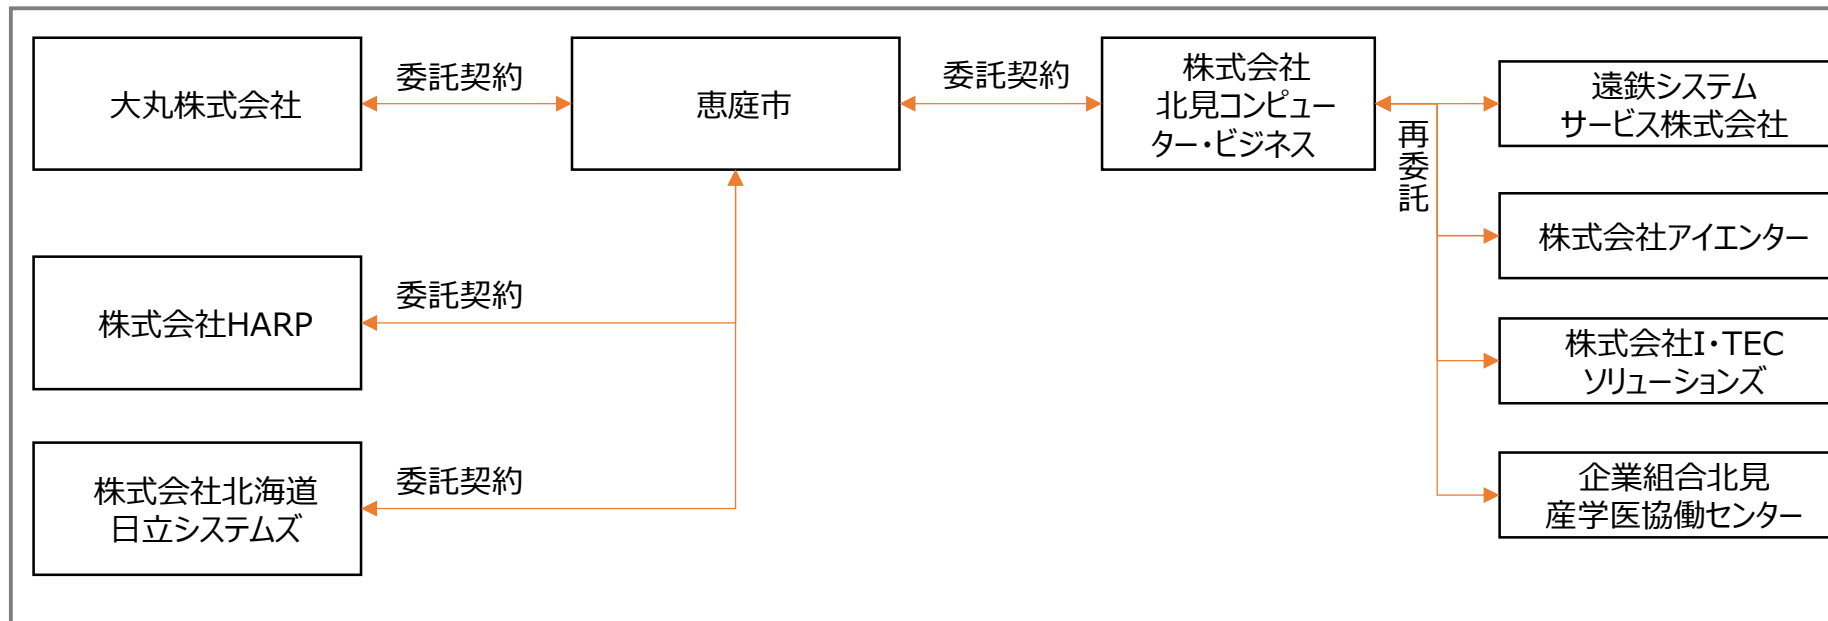 大丸株式会社
委託契約
恵庭市
委託契約
株式会社
北見コンピュー
ター・ビジネス
再委託
遠鉄システム
サービス株式会社
株式会社アイエンター
株式会社HARP
委託契約
株式会社I・TEC
ソリューションズ
株式会社北海道
日立システムズ
委託契約
企業組合北見
産学医協働センター